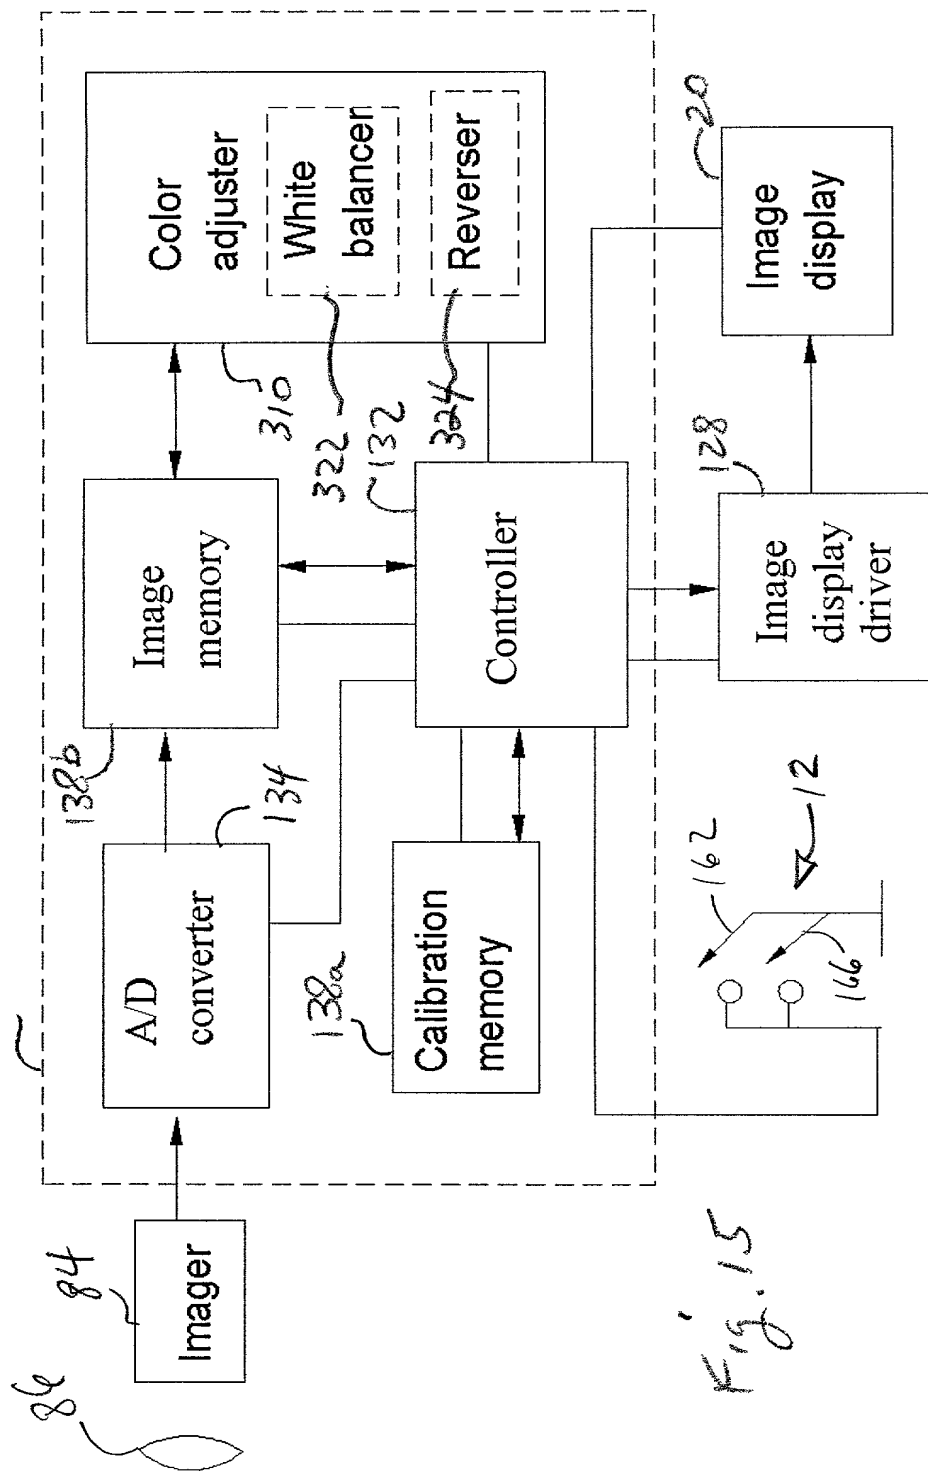 86
84
Imager
A/D
converter
134
138b
Image
memory
310
Color
adjuster
White
balancer
322
Reverser
324
132
Controller
138a
Calibration
memory
162
166
12
128
Image
display
driver
20
Image
display
Fig. 15